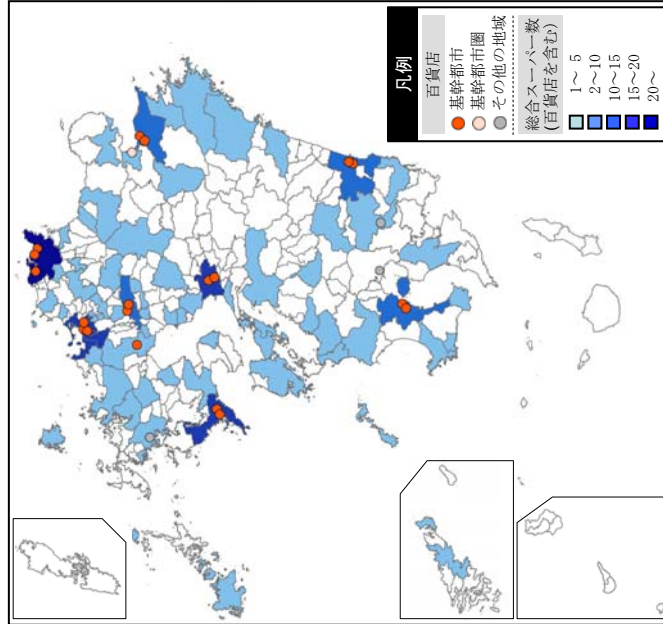 凡例
百貨店
基幹都市
基幹都市圏
その他の地域
総合スーパー数
(百貨店を含む)
1～ 5
2～10
10～15
15～20
20～